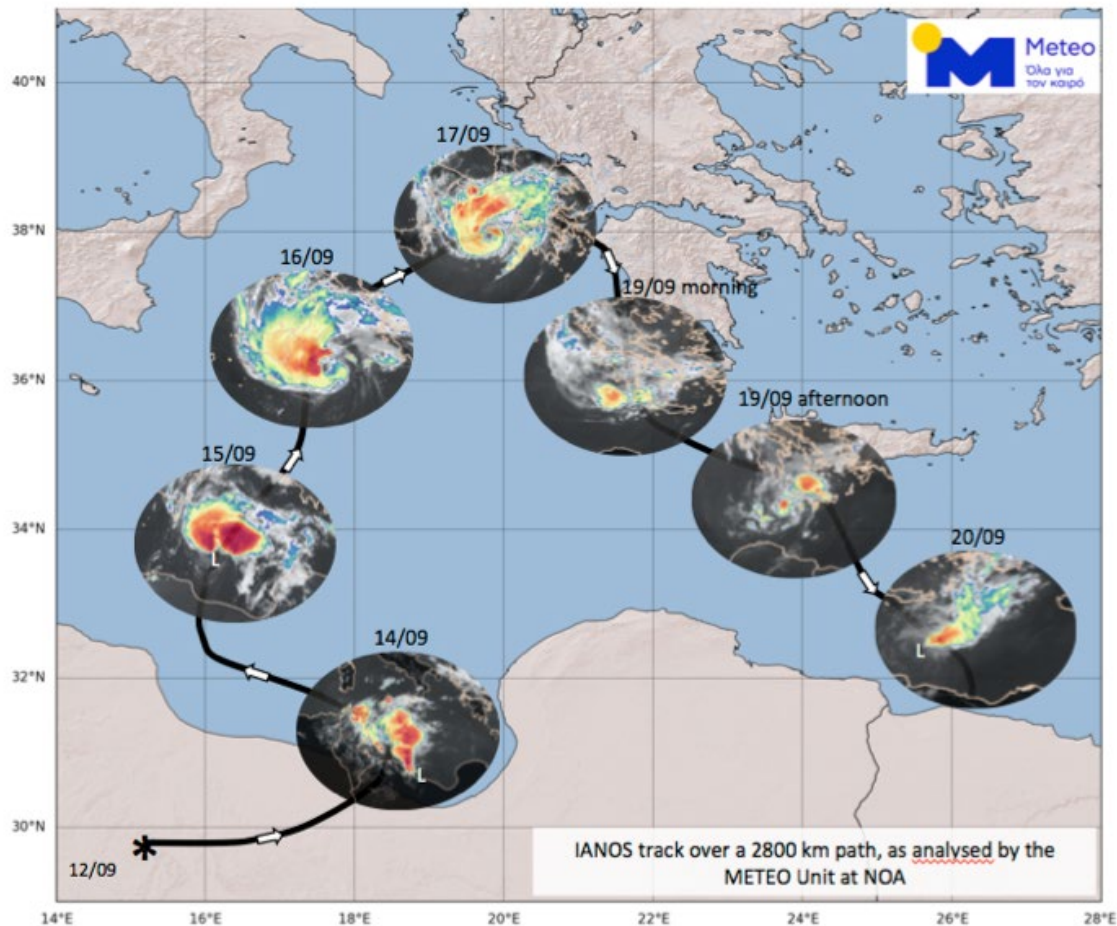 Meteo
Όλα για
τον καιρό
40°N
17/09
38°N
16/09
19/09 morning
36°N
19/09 afternoon
15/09
34°N
L
20/09
14/09
L
32°N
L
30°N
12/09
IANOS track over a 2800 km path, as analysed by the
METEO Unit at NOA
14°E
16°E
18°E
20°E
22°E
24°E
26°E
28°E